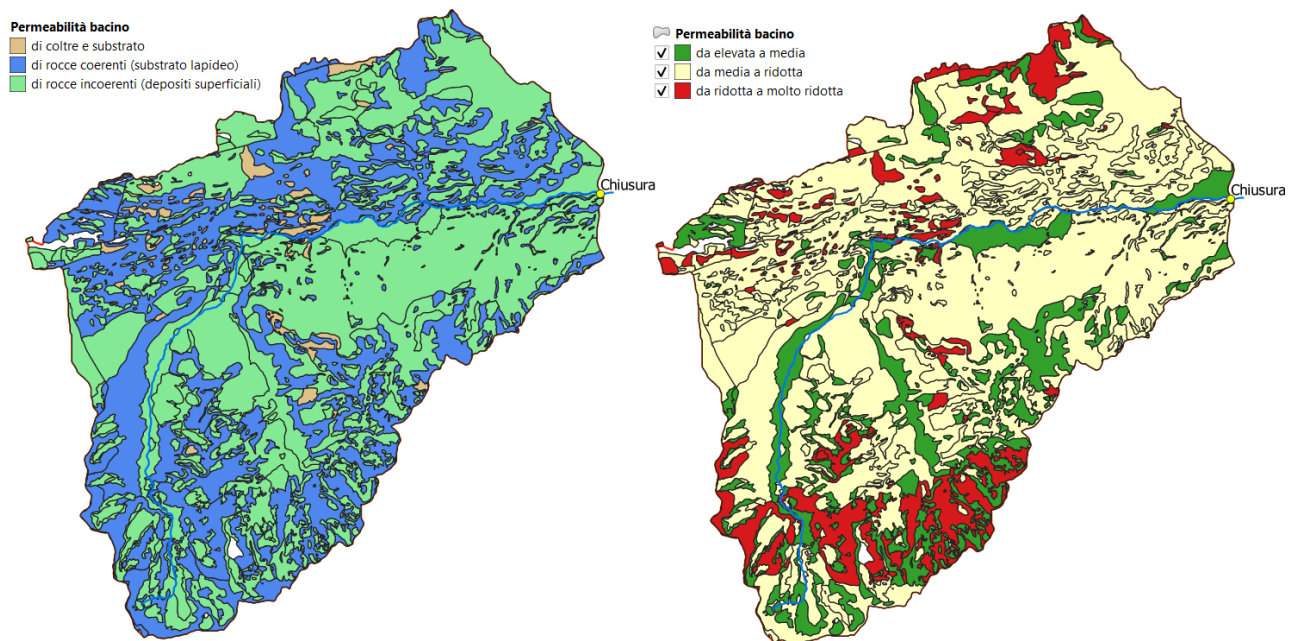 Permeabilità bacino
di coltre e substrato
di rocce coerenti (substrato lapideo)
di rocce incoerenti (depositi superficiali)
Chiusura
Permeabilità bacino
da elevata a media
da media a ridotta
da ridotta a molto ridotta
Chiusura